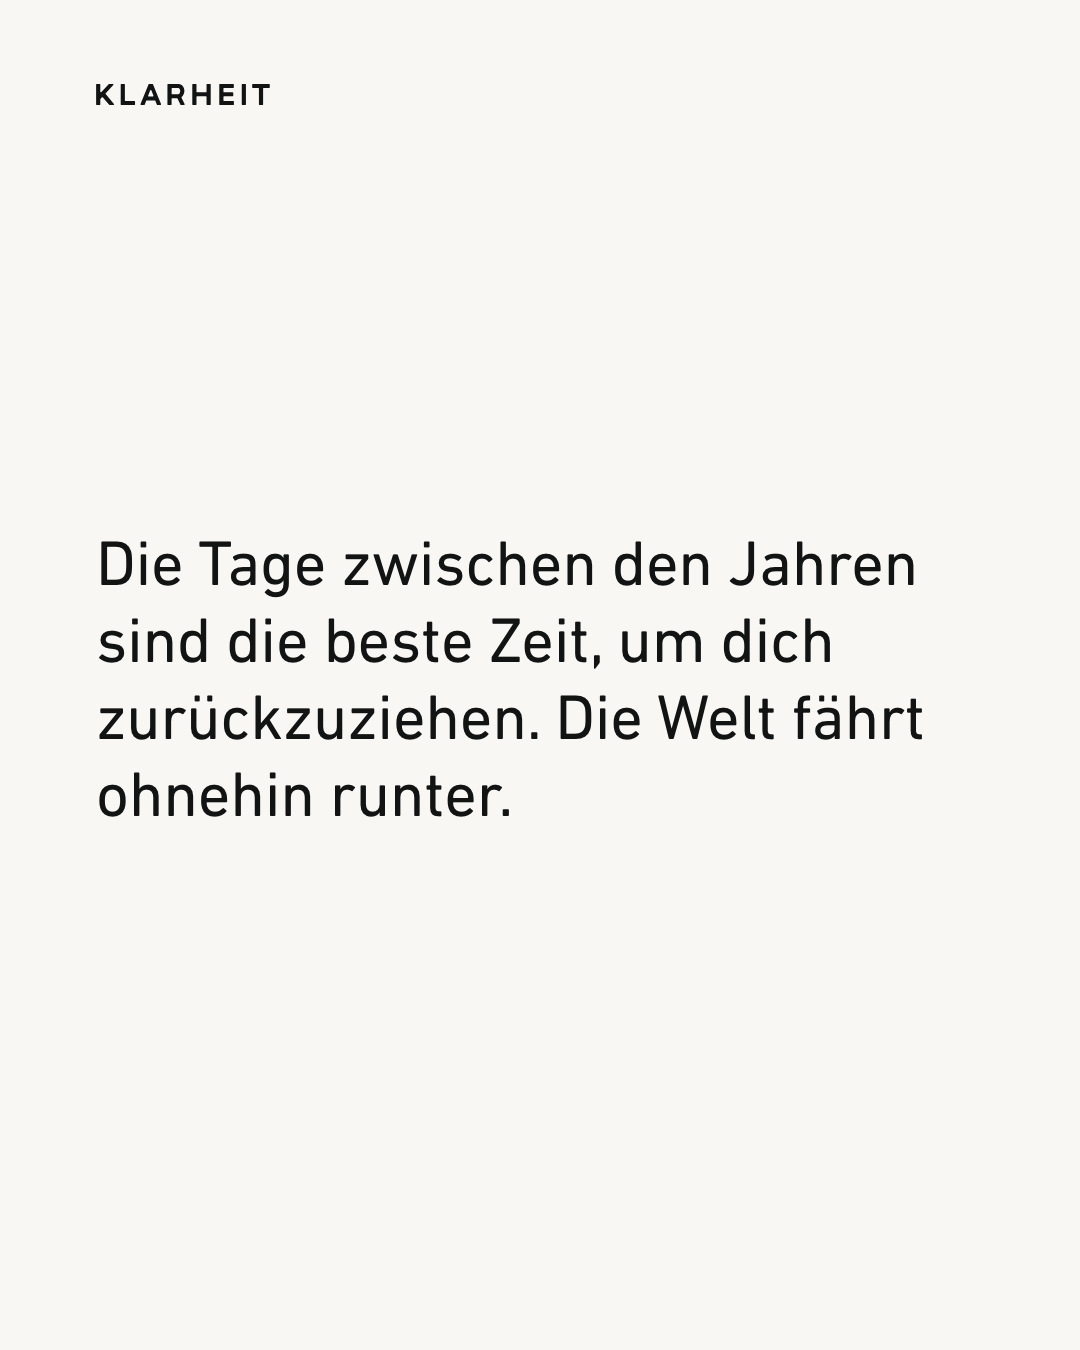 KLARHEIT
Die Tage zwischen den Jahren
sind die beste Zeit, um dich
zurückzuziehen. Die Welt fährt
ohnehin runter.